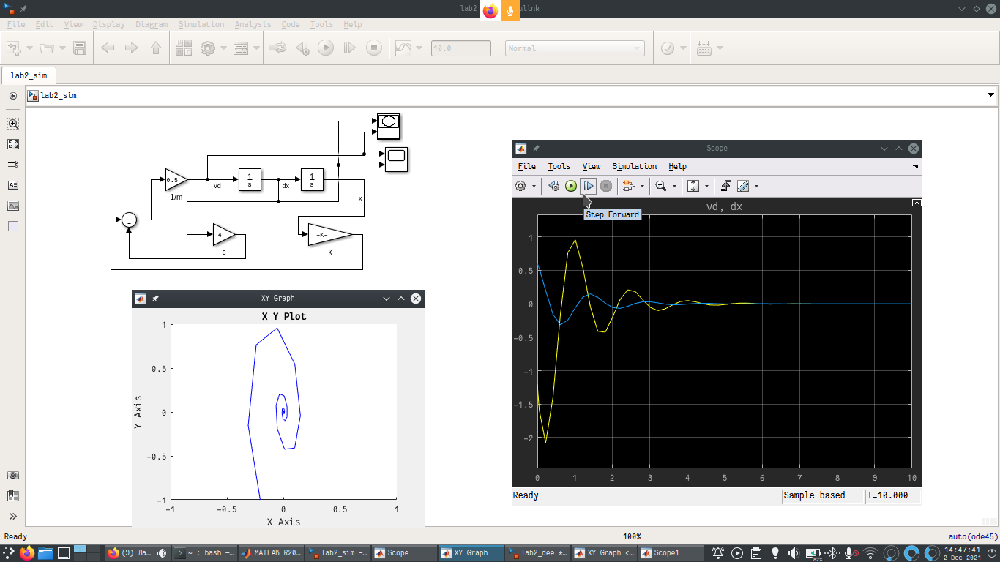 lab2_ ulink
File Edit View Display Diagram Simulation Analysis Code Tools Help
10.0 Normal
lab2_sim
lab2_sim
0.5
1/m
vd
1
s
dx
1
s
x
4
c
-K-
k
XY Graph
X Y Plot
Y Axis
1
0.5
0
-0.5
-1
-1 -0.5 0 0.5 1
X Axis
Scope
File Tools View Simulation Help
Step Forward
vd, dx
1
0.5
0
-0.5
-1
-1.5
-2
0 1 2 3 4 5 6 7 8 9 10
Ready Sample based T=10.000
Ready 100% auto(ode45)
(9) Ла… ~ : bash —… MATLAB R20… lab2_sim -… Scope XY Graph lab2_dee *… XY Graph <… Scope1 82% 14:47:41
2 Dec 2021